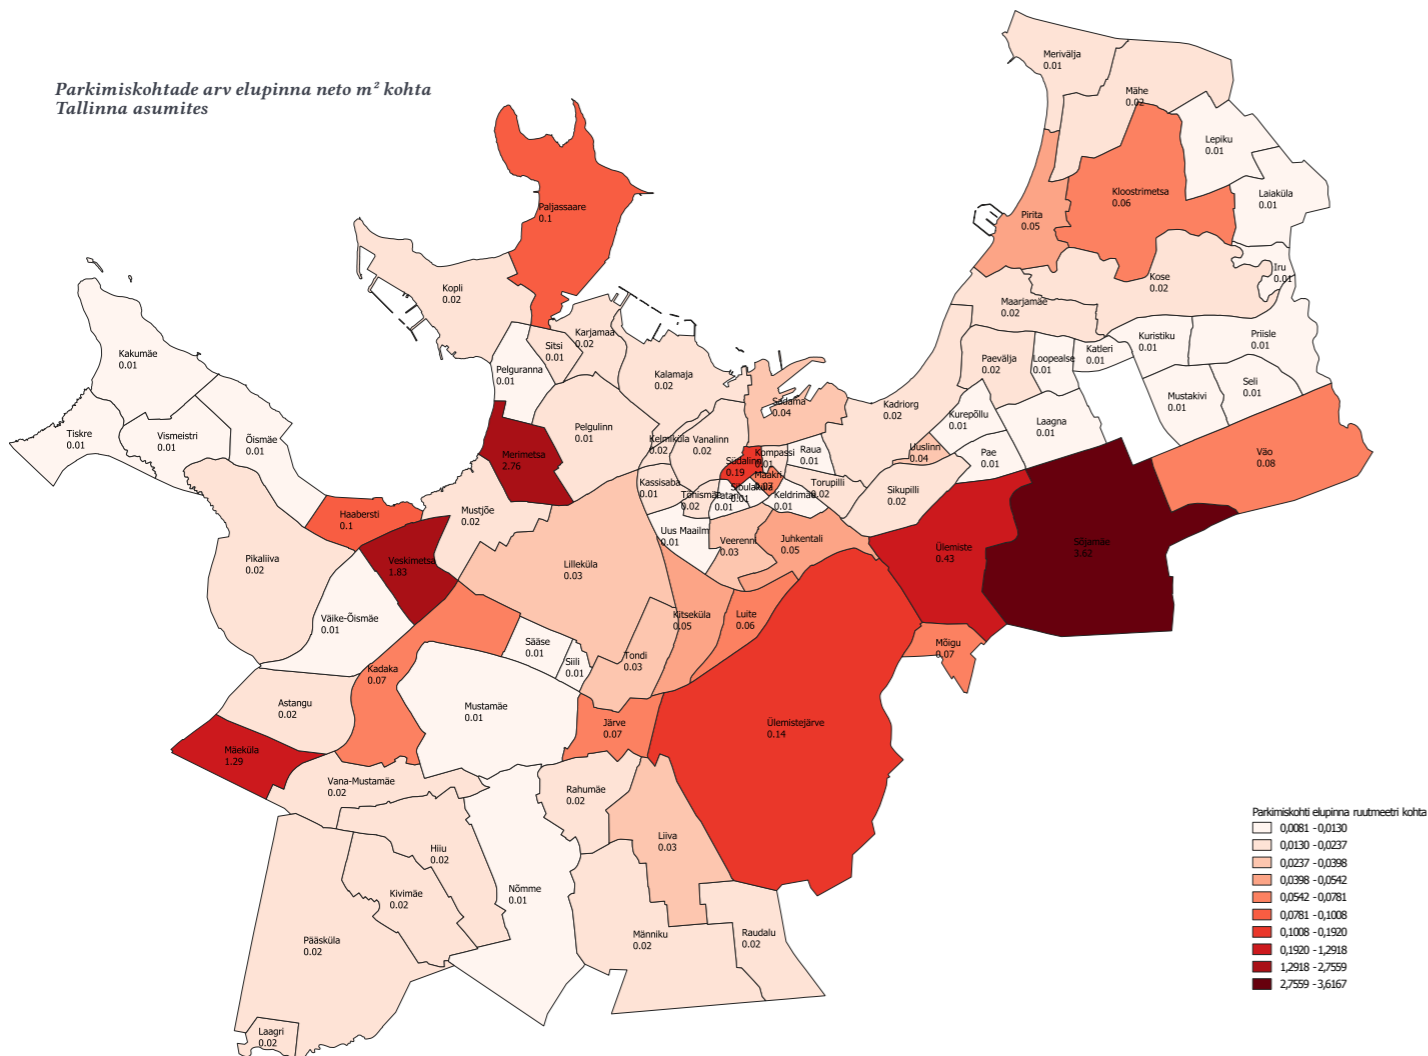 Parkimiskohtade arv elupinna neto m² kohta
Tallinna asumites
Merivälja
0.01
Mähe
0.02
Lepiku
0.01
Laiaküla
0.01
Kloostrimetsa
0.06
Pirita
0.05
Paljassaare
0.1
Iru
0.01
Kose
0.02
Kopli
0.02
Maarjamäe
0.02
Karjamaa
0.02
Sitsi
0.01
Kuristiku
0.01
Priisle
0.01
Katleri
0.01
Loopealse
0.01
Paevälja
0.02
Kakumäe
0.01
Pelguranna
0.01
Kalamaja
0.02
Seli
0.01
Mustakivi
0.01
Sadama
0.04
Kadriorg
0.02
Kurepõllu
0.01
Laagna
0.01
Tiskre
0.01
Vismeistri
0.01
Õismäe
0.01
Pelgulinn
0.01
Kelmiküla
0.02
Vanalinn
0.02
Uuslinn
0.04
Merimetsa
2.76
Südalinn
0.19
Kompassi
0.01
Raua
0.01
Pae
0.01
Väo
0.08
Maakri
Kassisaba
0.01
Torupilli
0.02
Sikupilli
0.02
Tõnismäe
0.02
0.01
Sibulaküla
0.01
Keldrimäe
0.01
Mustjõe
0.02
Haabersti
0.1
Uus Maailm
0.01
Veerenni
0.03
Juhkentali
0.05
Ülemiste
0.43
Sõjamäe
3.62
Pikaliiva
0.02
Veskimetsa
1.83
Lilleküla
0.03
Väike-Õismäe
0.01
Kitseküla
0.05
Luite
0.06
Sääse
0.01
Siili
0.01
Tondi
0.03
Mõigu
0.07
Kadaka
0.07
Astangu
0.02
Mustamäe
0.01
Järve
0.07
Ülemistejärve
0.14
Mäeküla
1.29
Vana-Mustamäe
0.02
Rahumäe
0.02
Liiva
0.03
Hiiu
0.02
Kivimäe
0.02
Nõmme
0.01
Pääsküla
0.02
Männiku
0.02
Raudalu
0.02
Laagri
0.02
Parkimiskohti elupinna ruutmeetri kohta
0,0081 - 0,0130
0,0130 - 0,0237
0,0237 - 0,0398
0,0398 - 0,0542
0,0542 - 0,0781
0,0781 - 0,1008
0,1008 - 0,1920
0,1920 - 1,2918
1,2918 - 2,7559
2,7559 - 3,6167